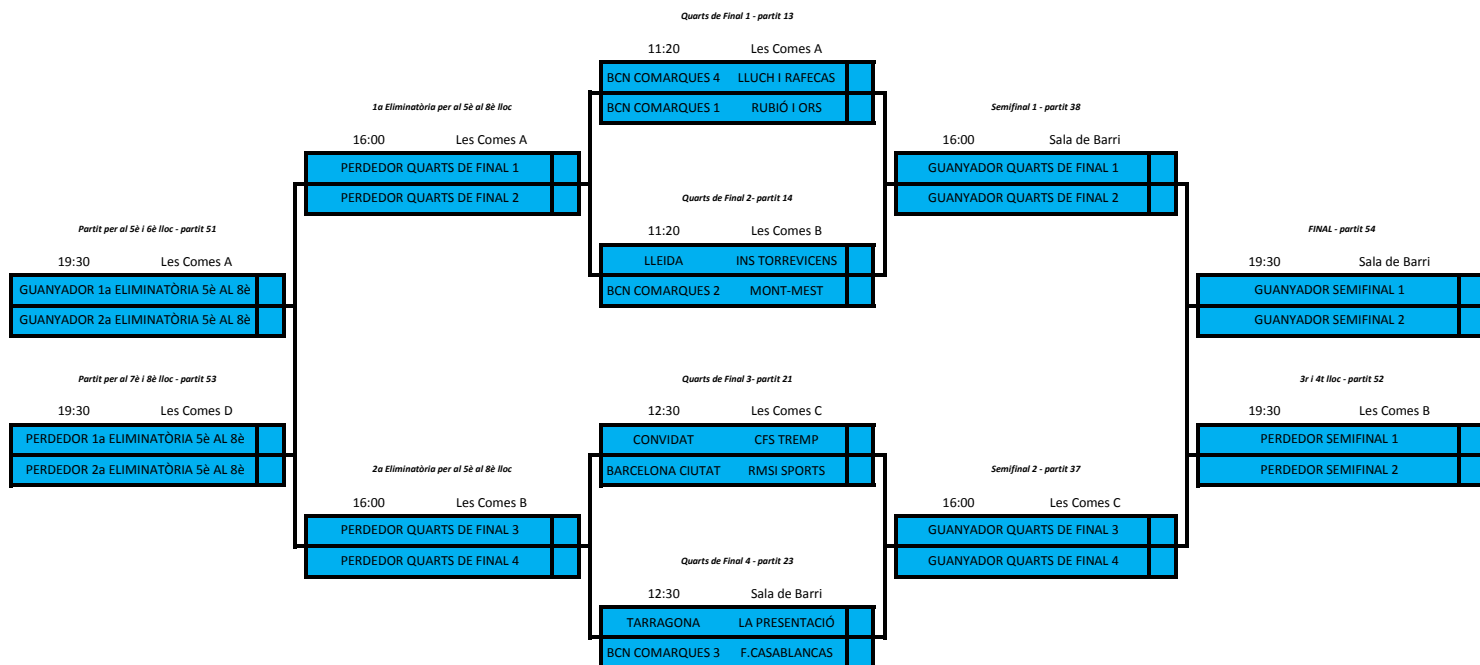 Quarts de Final 1 - partit 13
11:20 Les Comes A
BCN COMARQUES 4 LLUCH I RAFECAS
BCN COMARQUES 1 RUBIÓ I ORS
1a Eliminatòria per al 5è al 8è lloc
16:00 Les Comes A
PERDEDOR QUARTS DE FINAL 1
PERDEDOR QUARTS DE FINAL 2
Semifinal 1 - partit 38
16:00 Sala de Barri
GUANYADOR QUARTS DE FINAL 1
GUANYADOR QUARTS DE FINAL 2
Quarts de Final 2- partit 14
11:20 Les Comes B
LLEIDA INS TORREVICENS
BCN COMARQUES 2 MONT-MEST
Partit per al 5è i 6è lloc - partit 51
19:30 Les Comes A
GUANYADOR 1a ELIMINATÒRIA 5è AL 8è
GUANYADOR 2a ELIMINATÒRIA 5è AL 8è
FINAL - partit 54
19:30 Sala de Barri
GUANYADOR SEMIFINAL 1
GUANYADOR SEMIFINAL 2
Partit per al 7è i 8è lloc - partit 53
19:30 Les Comes D
PERDEDOR 1a ELIMINATÒRIA 5è AL 8è
PERDEDOR 2a ELIMINATÒRIA 5è AL 8è
Quarts de Final 3- partit 21
12:30 Les Comes C
CONVIDAT CFS TREMP
BARCELONA CIUTAT RMSI SPORTS
3r i 4t lloc - partit 52
19:30 Les Comes B
PERDEDOR SEMIFINAL 1
PERDEDOR SEMIFINAL 2
2a Eliminatòria per al 5è al 8è lloc
16:00 Les Comes B
PERDEDOR QUARTS DE FINAL 3
PERDEDOR QUARTS DE FINAL 4
Semifinal 2 - partit 37
16:00 Les Comes C
GUANYADOR QUARTS DE FINAL 3
GUANYADOR QUARTS DE FINAL 4
Quarts de Final 4 - partit 23
12:30 Sala de Barri
TARRAGONA LA PRESENTACIÓ
BCN COMARQUES 3 F.CASABLANCAS